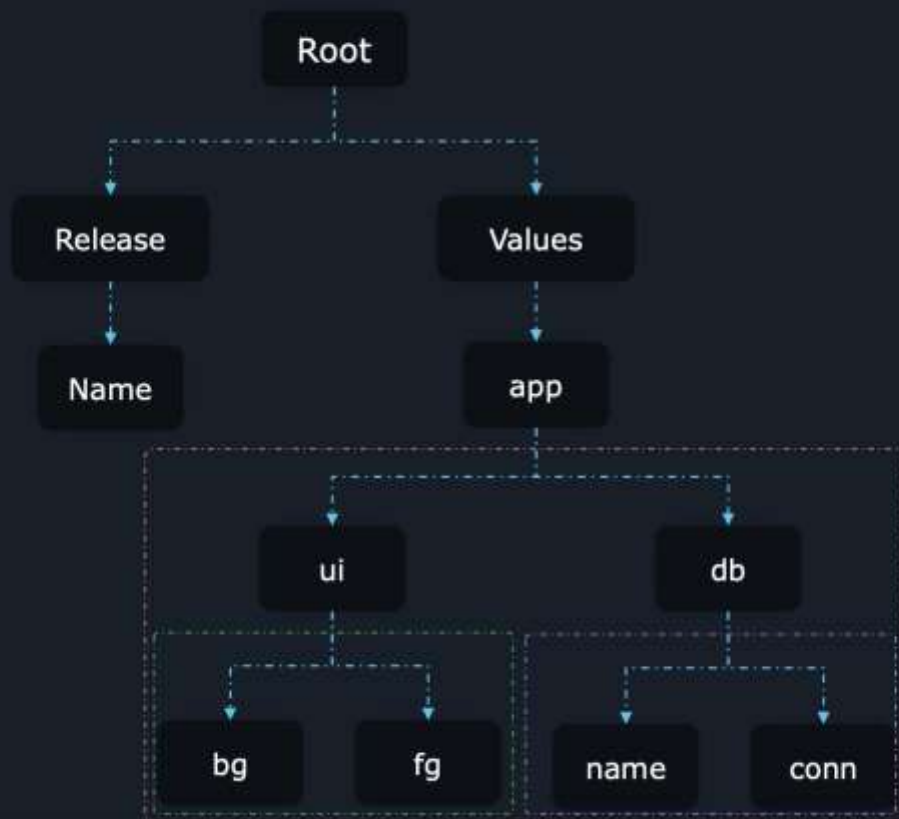 Root
Release
Values
Name
app
ui
db
bg
fg
name
conn